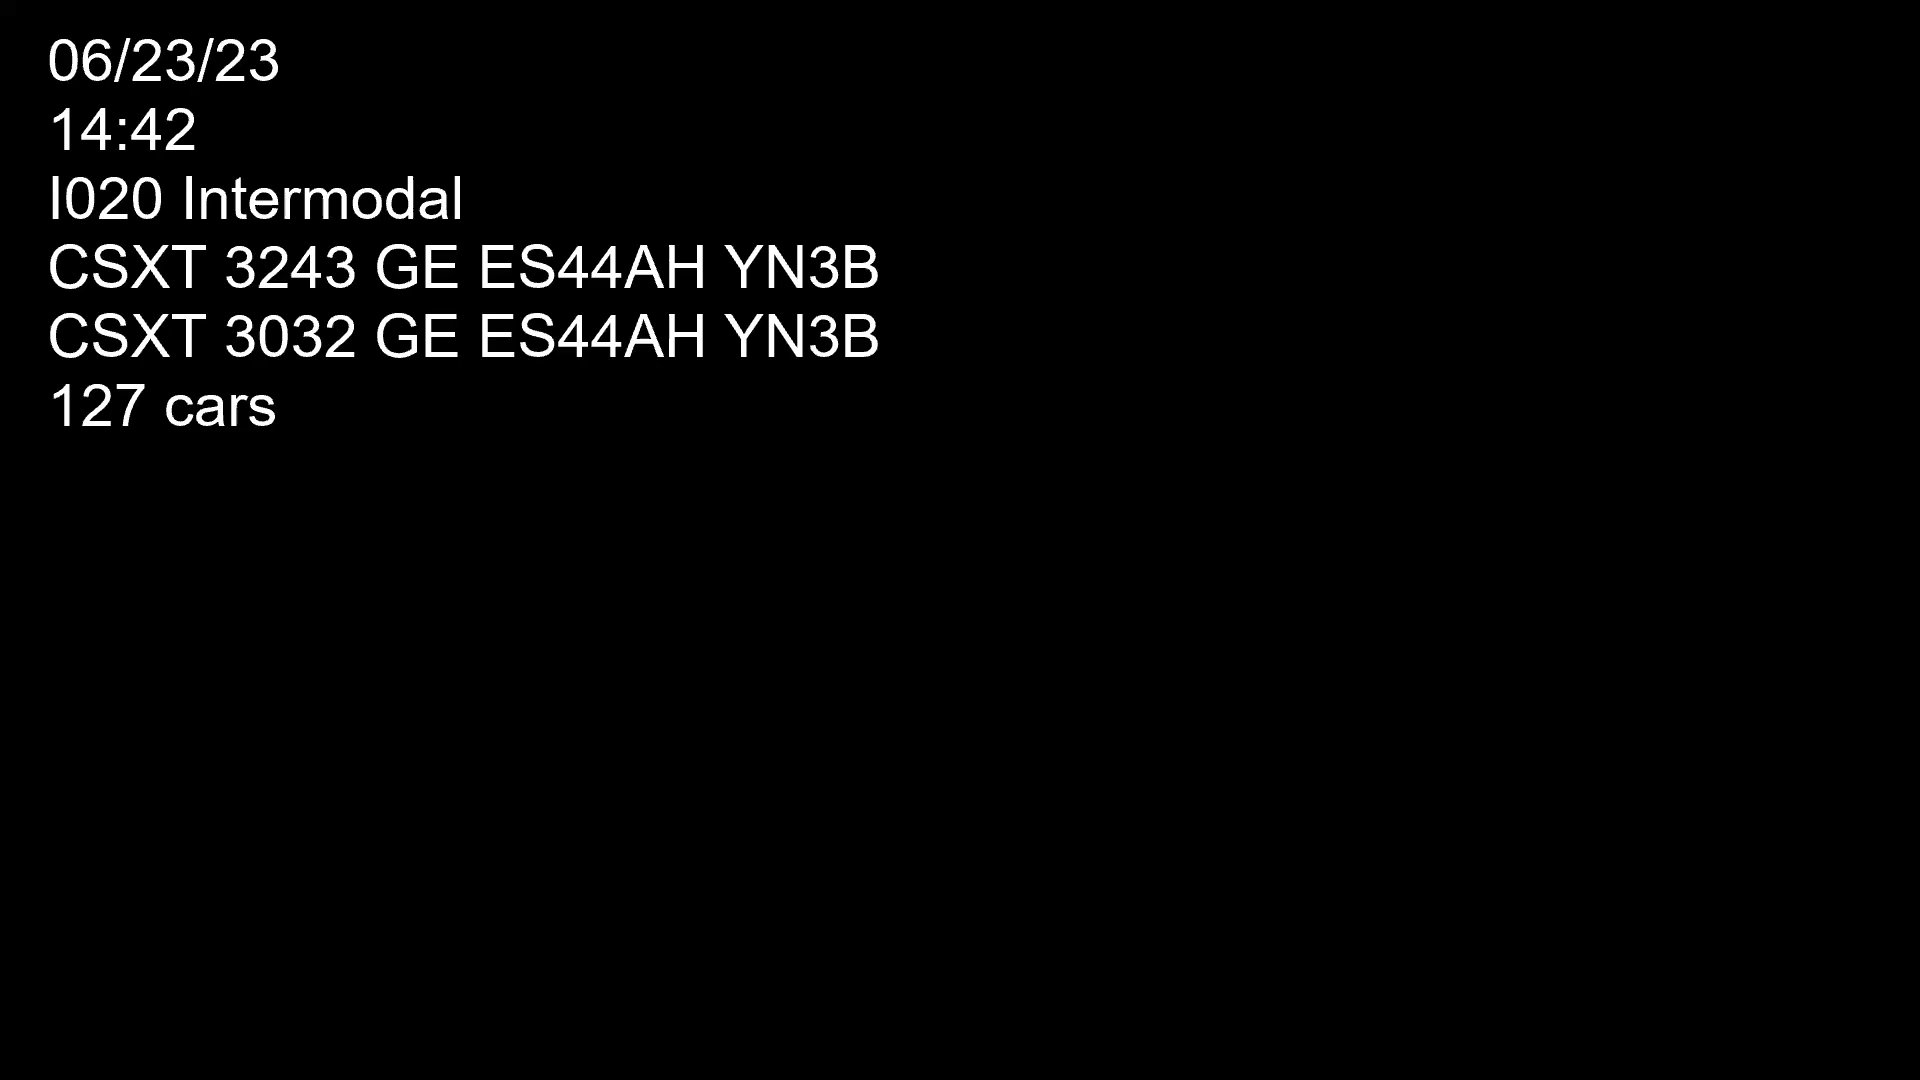 06/23/23
14:42
I020 Intermodal
CSXT 3243 GE ES44AH YN3B
CSXT 3032 GE ES44AH YN3B
127 cars